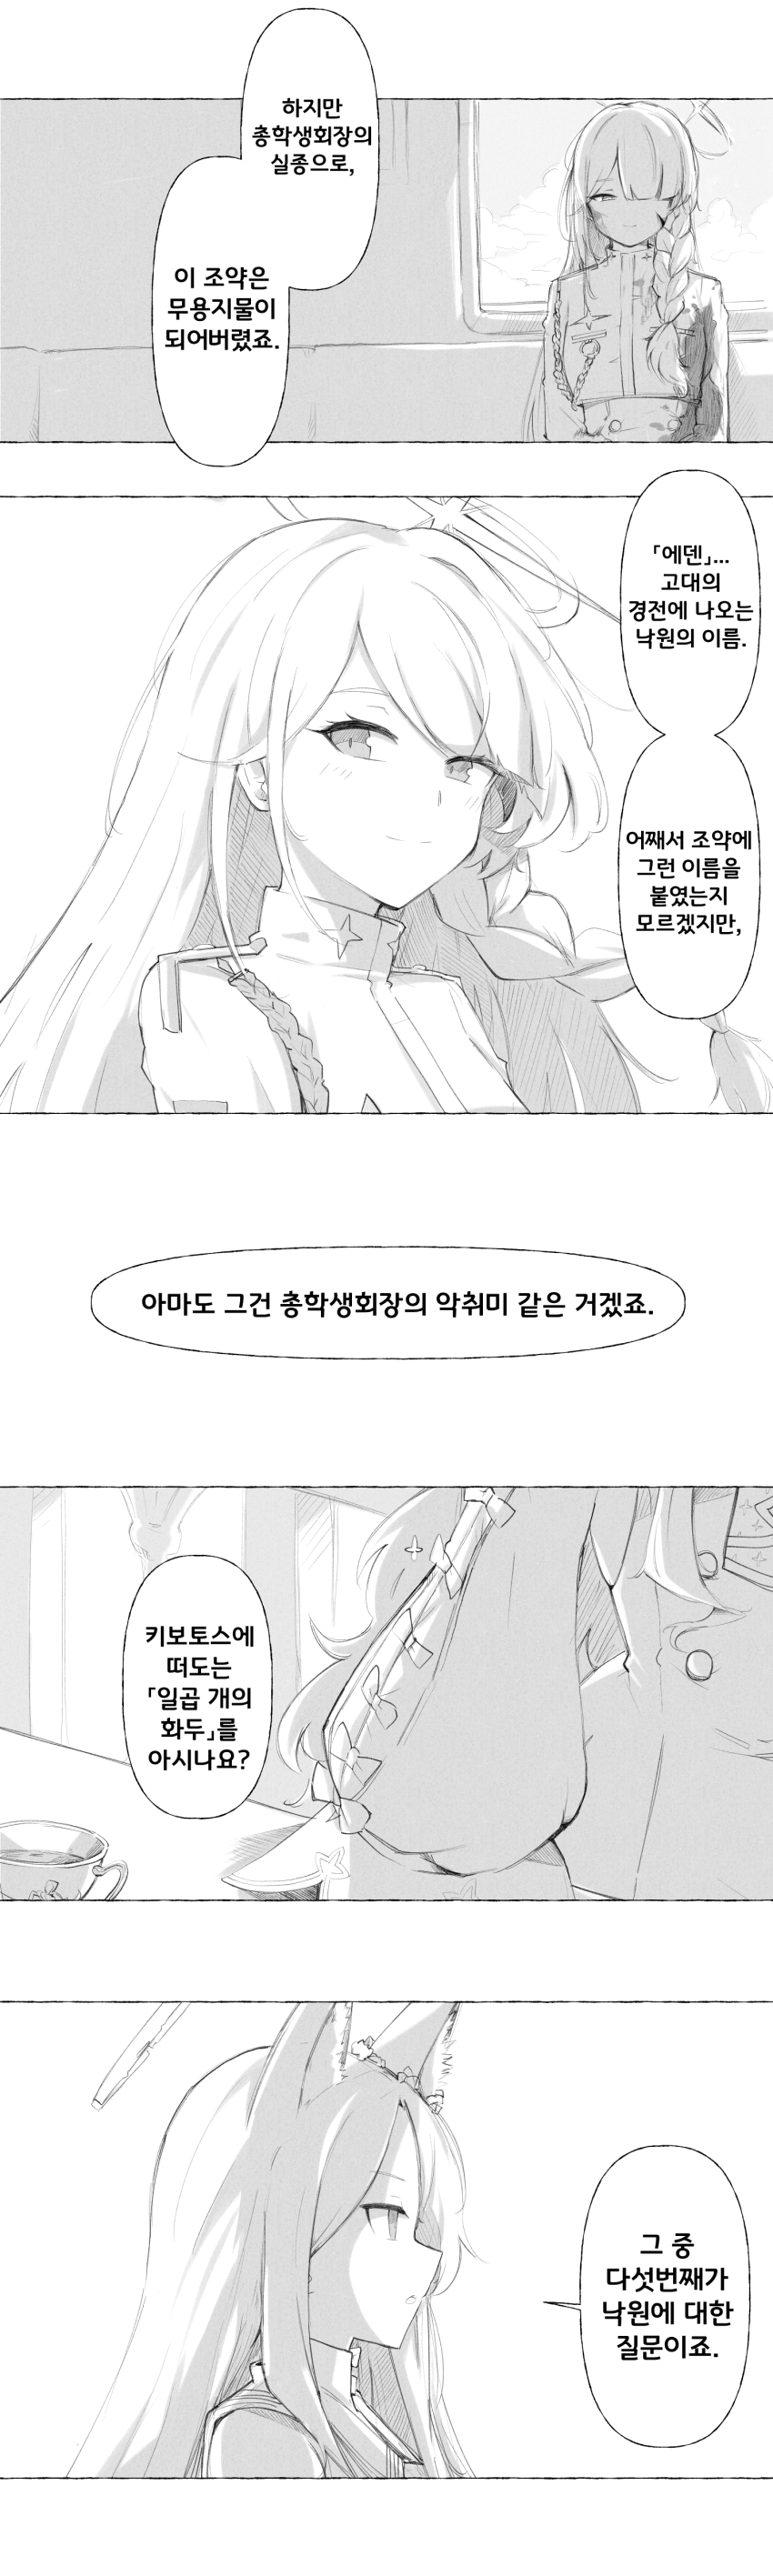 하지만
총학생회장의
실종으로,
이 조약은
무용지물이
되어버렸죠.
「에덴」...
고대의
경전에 나오는
낙원의 이름.
어째서 조약에
그런 이름을
붙였는지
모르겠지만,
아마도 그건 총학생회장의 악취미 같은 거겠죠.
키보토스에
떠도는
「일곱 개의
화두」를
아시나요?
그 중
다섯번째가
낙원에 대한
질문이죠.